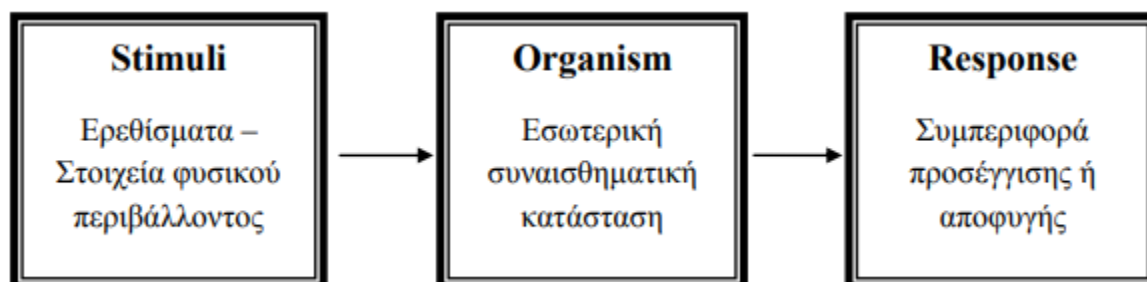 Stimuli
Ερεθίσματα –
Στοιχεία φυσικού
περιβάλλοντος
Organism
Εσωτερική
συναισθηματική
κατάσταση
Response
Συμπεριφορά
προσέγγισης ή
αποφυγής